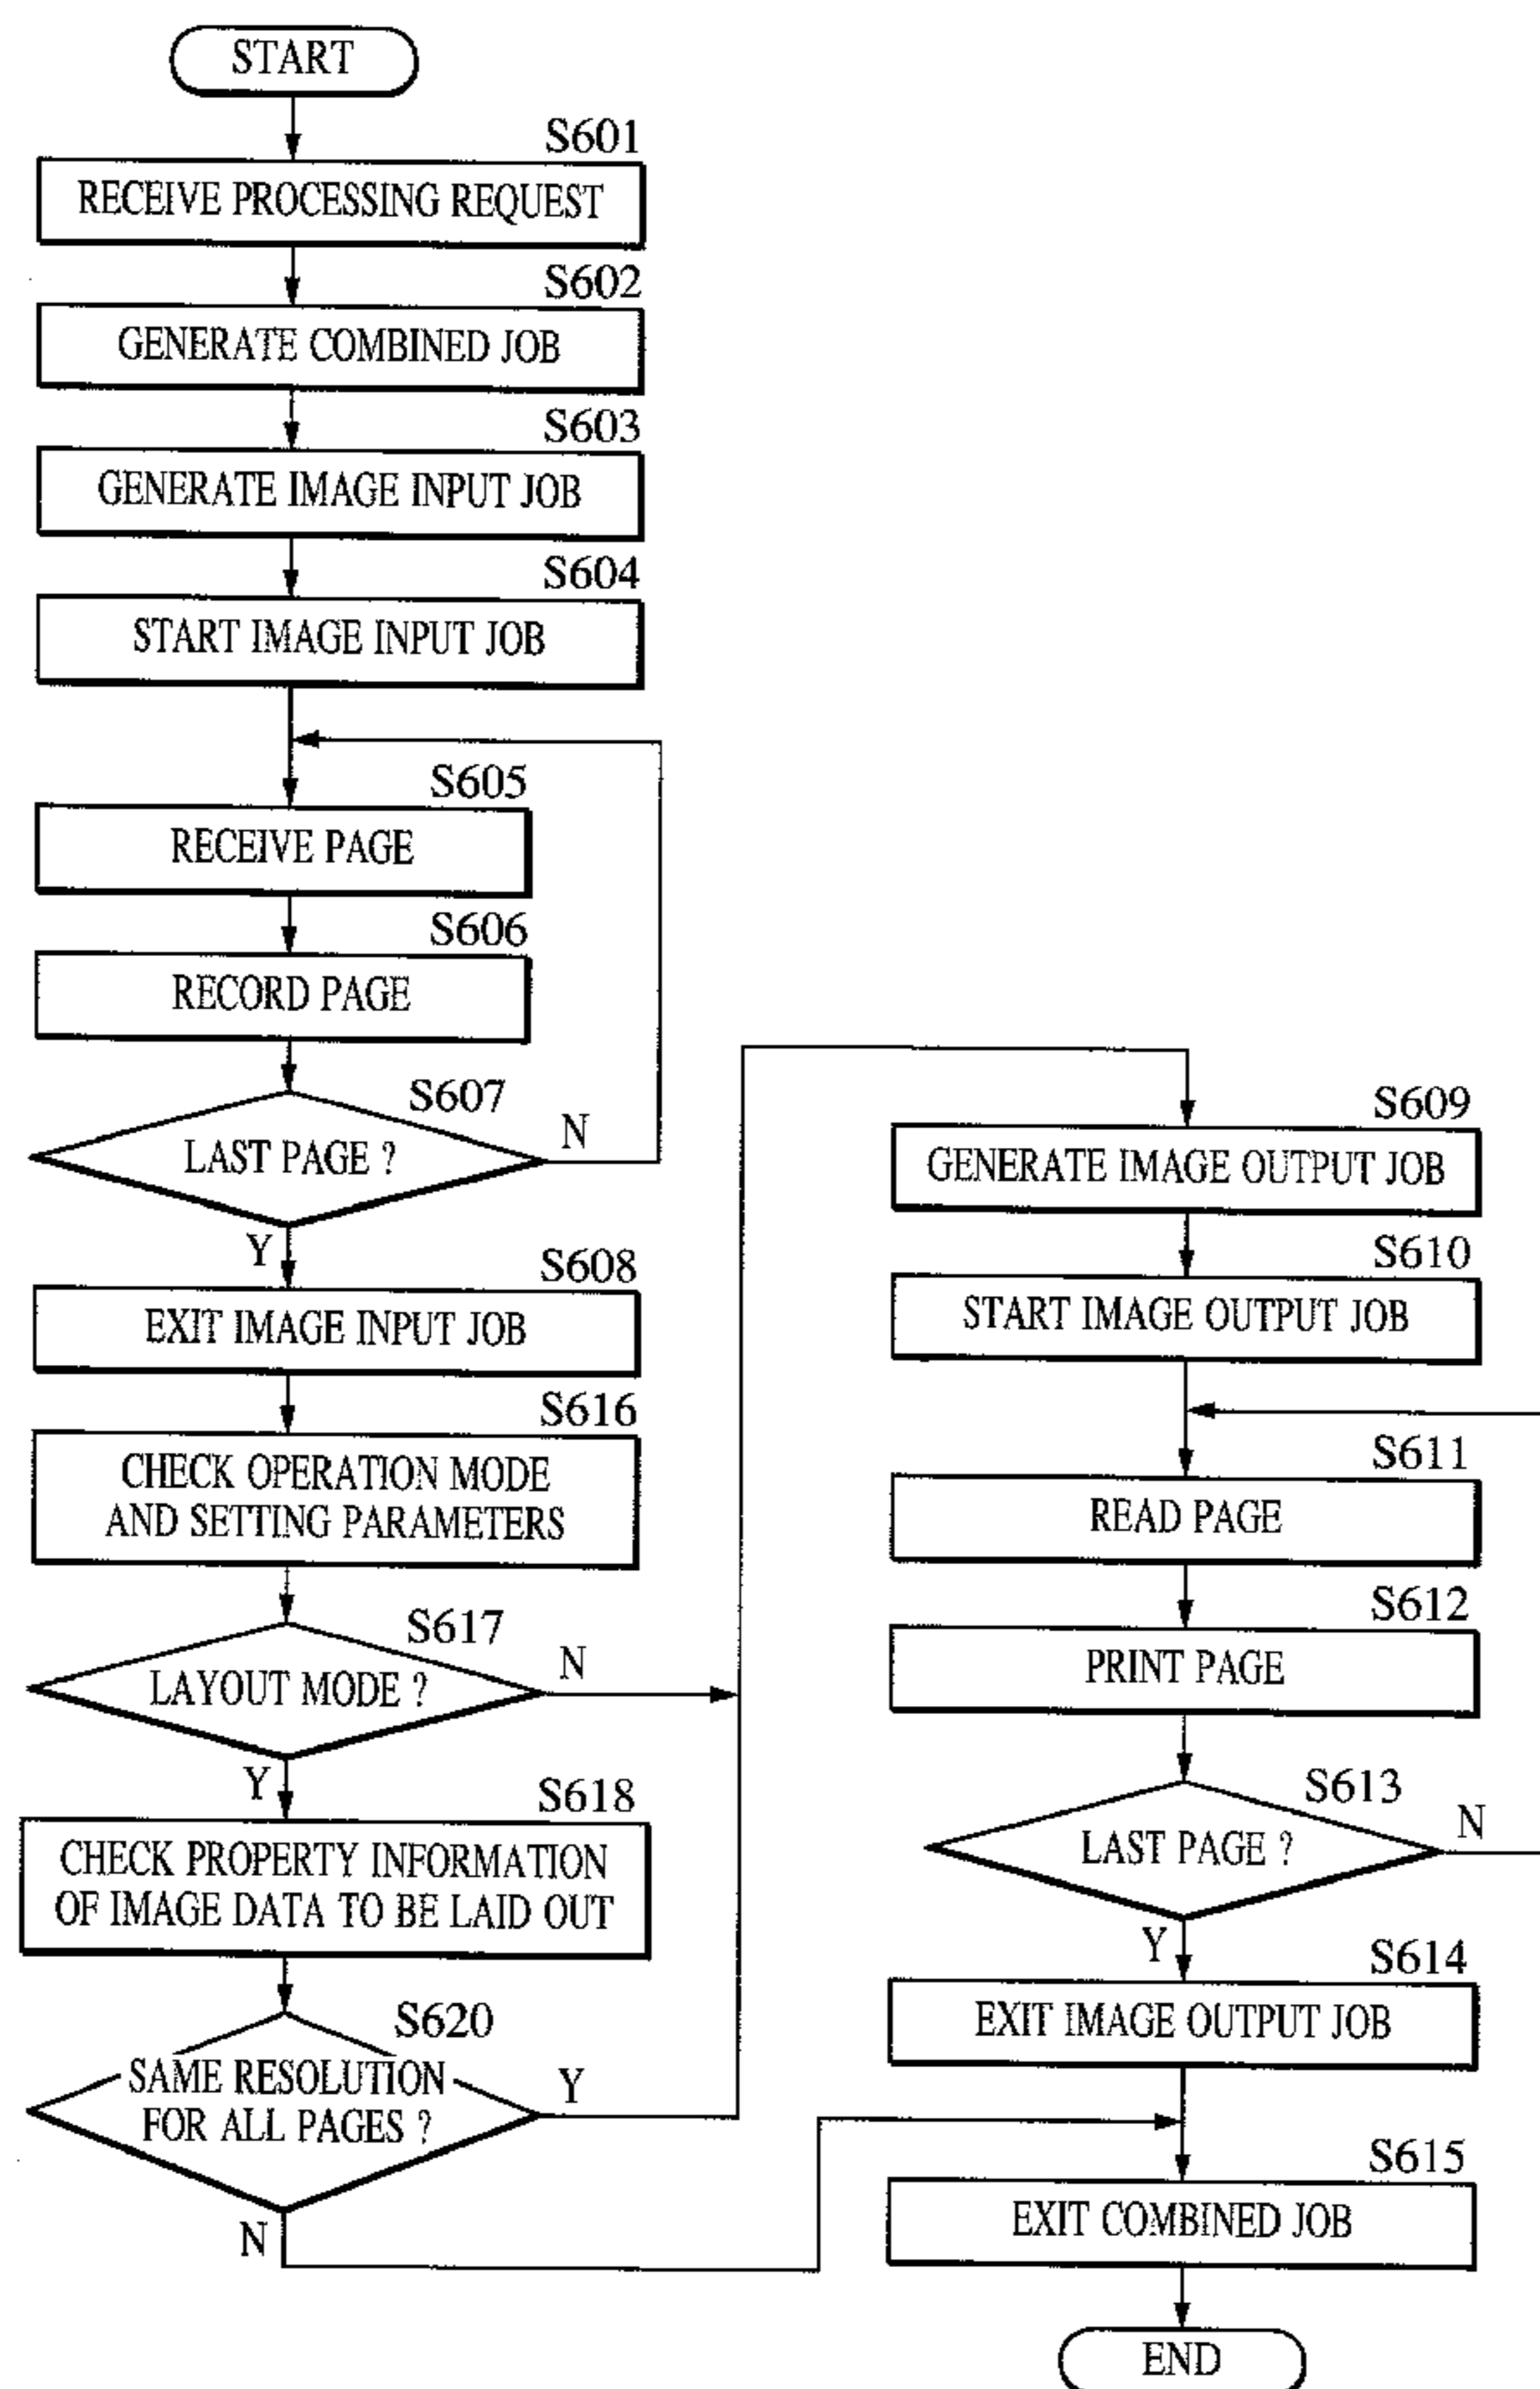 START
S601
RECEIVE PROCESSING REQUEST
S602
GENERATE COMBINED JOB
S603
GENERATE IMAGE INPUT JOB
S604
START IMAGE INPUT JOB
S605
RECEIVE PAGE
S606
RECORD PAGE
S607
LAST PAGE ?
N
Y
S608
EXIT IMAGE INPUT JOB
S616
CHECK OPERATION MODE
AND SETTING PARAMETERS
S617
LAYOUT MODE ?
N
Y
S618
CHECK PROPERTY INFORMATION
OF IMAGE DATA TO BE LAID OUT
S620
SAME RESOLUTION
FOR ALL PAGES ?
Y
N
S609
GENERATE IMAGE OUTPUT JOB
S610
START IMAGE OUTPUT JOB
S611
READ PAGE
S612
PRINT PAGE
S613
LAST PAGE ?
N
Y
S614
EXIT IMAGE OUTPUT JOB
S615
EXIT COMBINED JOB
END